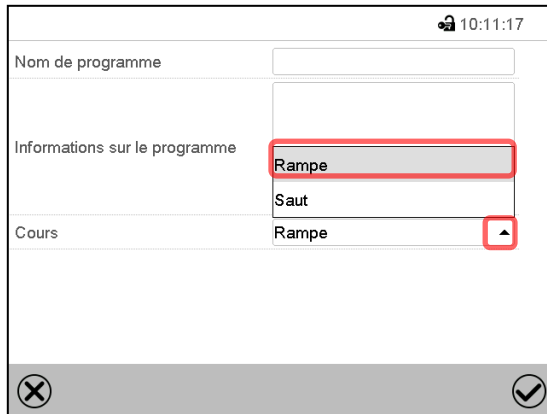 10:11:17
Nom de programme
Informations sur le programme
Rampe
Saut
Cours
Rampe